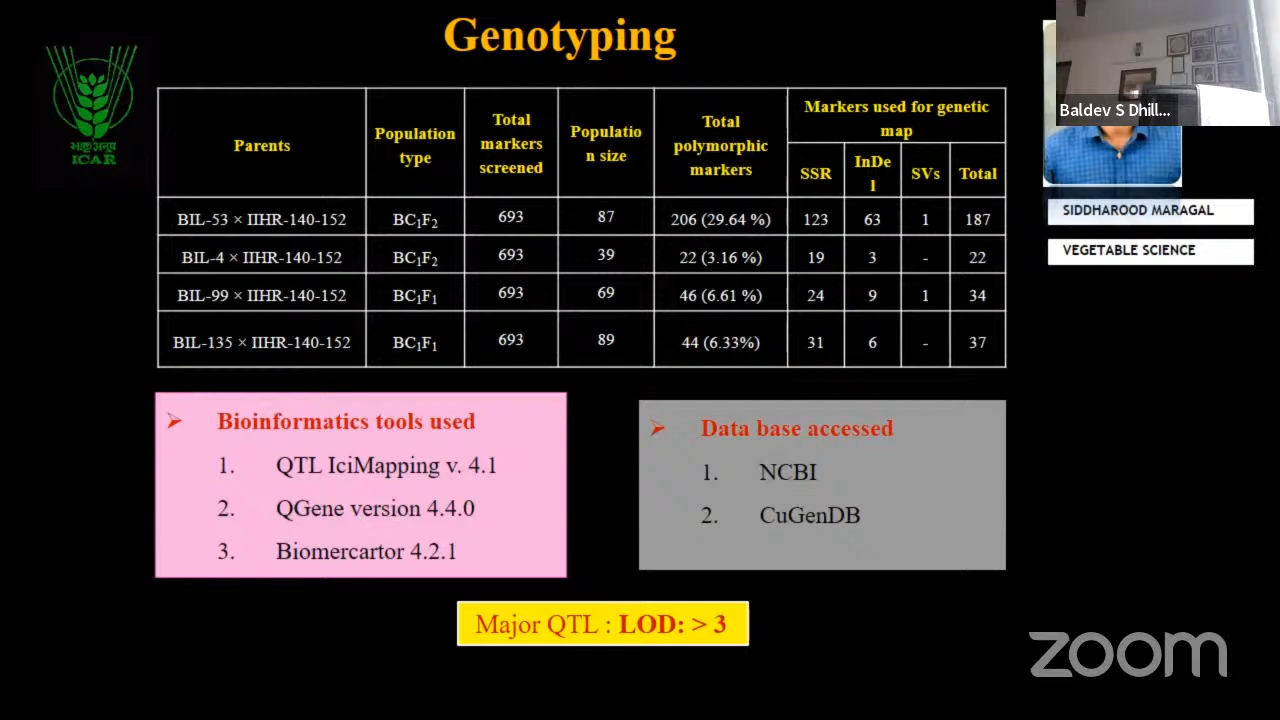 Genotyping
भाकृअनुप
ICAR
Parents
Population type
Total markers screened
Populatio n size
Total polymorphic markers
Markers used for genetic map
SSR
InDe l
SVs
Total
BIL-53 × IIHR-140-152 BC₁F₂ 693 87 206 (29.64 %) 123 63 1 187
BIL-4 × IIHR-140-152 BC₁F₂ 693 39 22 (3.16 %) 19 3 - 22
BIL-99 × IIHR-140-152 BC₁F₁ 693 69 46 (6.61 %) 24 9 1 34
BIL-135 × IIHR-140-152 BC₁F₁ 693 89 44 (6.33%) 31 6 - 37
Bioinformatics tools used
1. QTL IciMapping v. 4.1
2. QGene version 4.4.0
3. Biomercartor 4.2.1
Data base accessed
1. NCBI
2. CuGenDB
Major QTL : LOD: > 3
Baldev S Dhill...
SIDDHAROOD MARAGAL
VEGETABLE SCIENCE
zoom